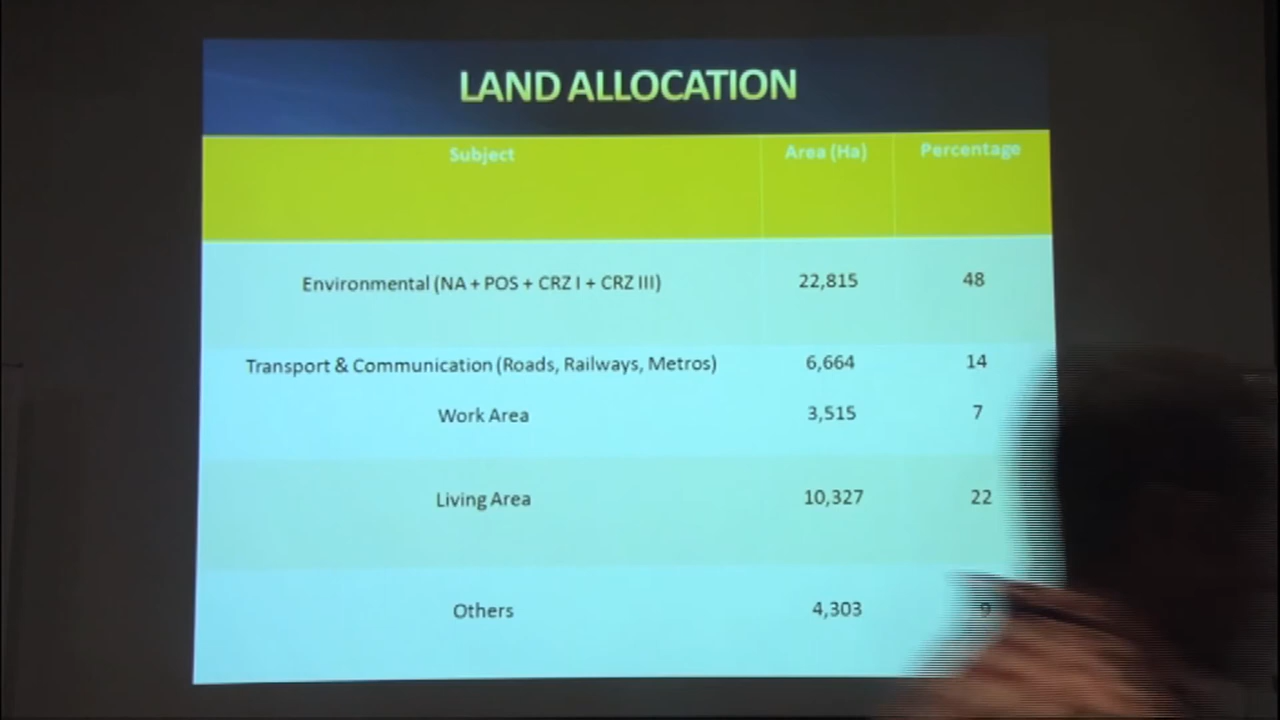 LAND ALLOCATION
Subject Area (Ha) Percentage
Environmental (NA + POS + CRZ I + CRZ III) 22,815 48
Transport & Communication (Roads, Railways, Metros) 6,664 14
Work Area 3,515 7
Living Area 10,327 22
Others 4,303 9